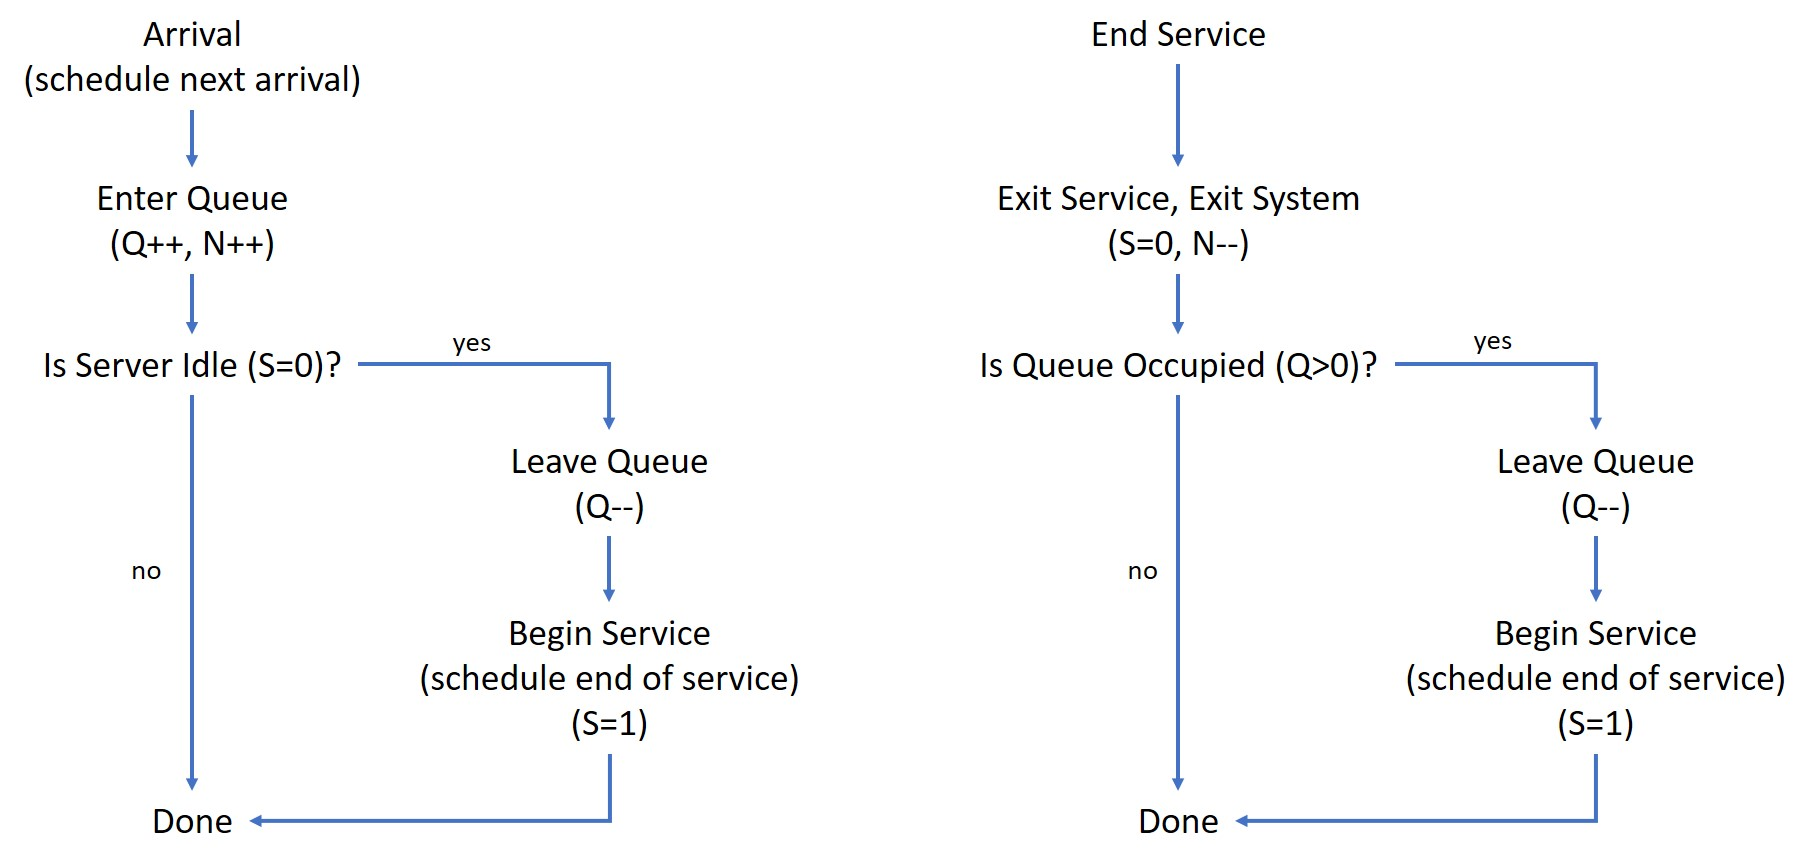 Arrival
(schedule next arrival)
Enter Queue
(Q++, N++)
Is Server Idle (S=0)?
yes
Leave Queue
(Q--)
no
Begin Service
(schedule end of service)
(S=1)
Done
End Service
Exit Service, Exit System
(S=0, N--)
Is Queue Occupied (Q>0)?
yes
Leave Queue
(Q--)
no
Begin Service
(schedule end of service)
(S=1)
Done